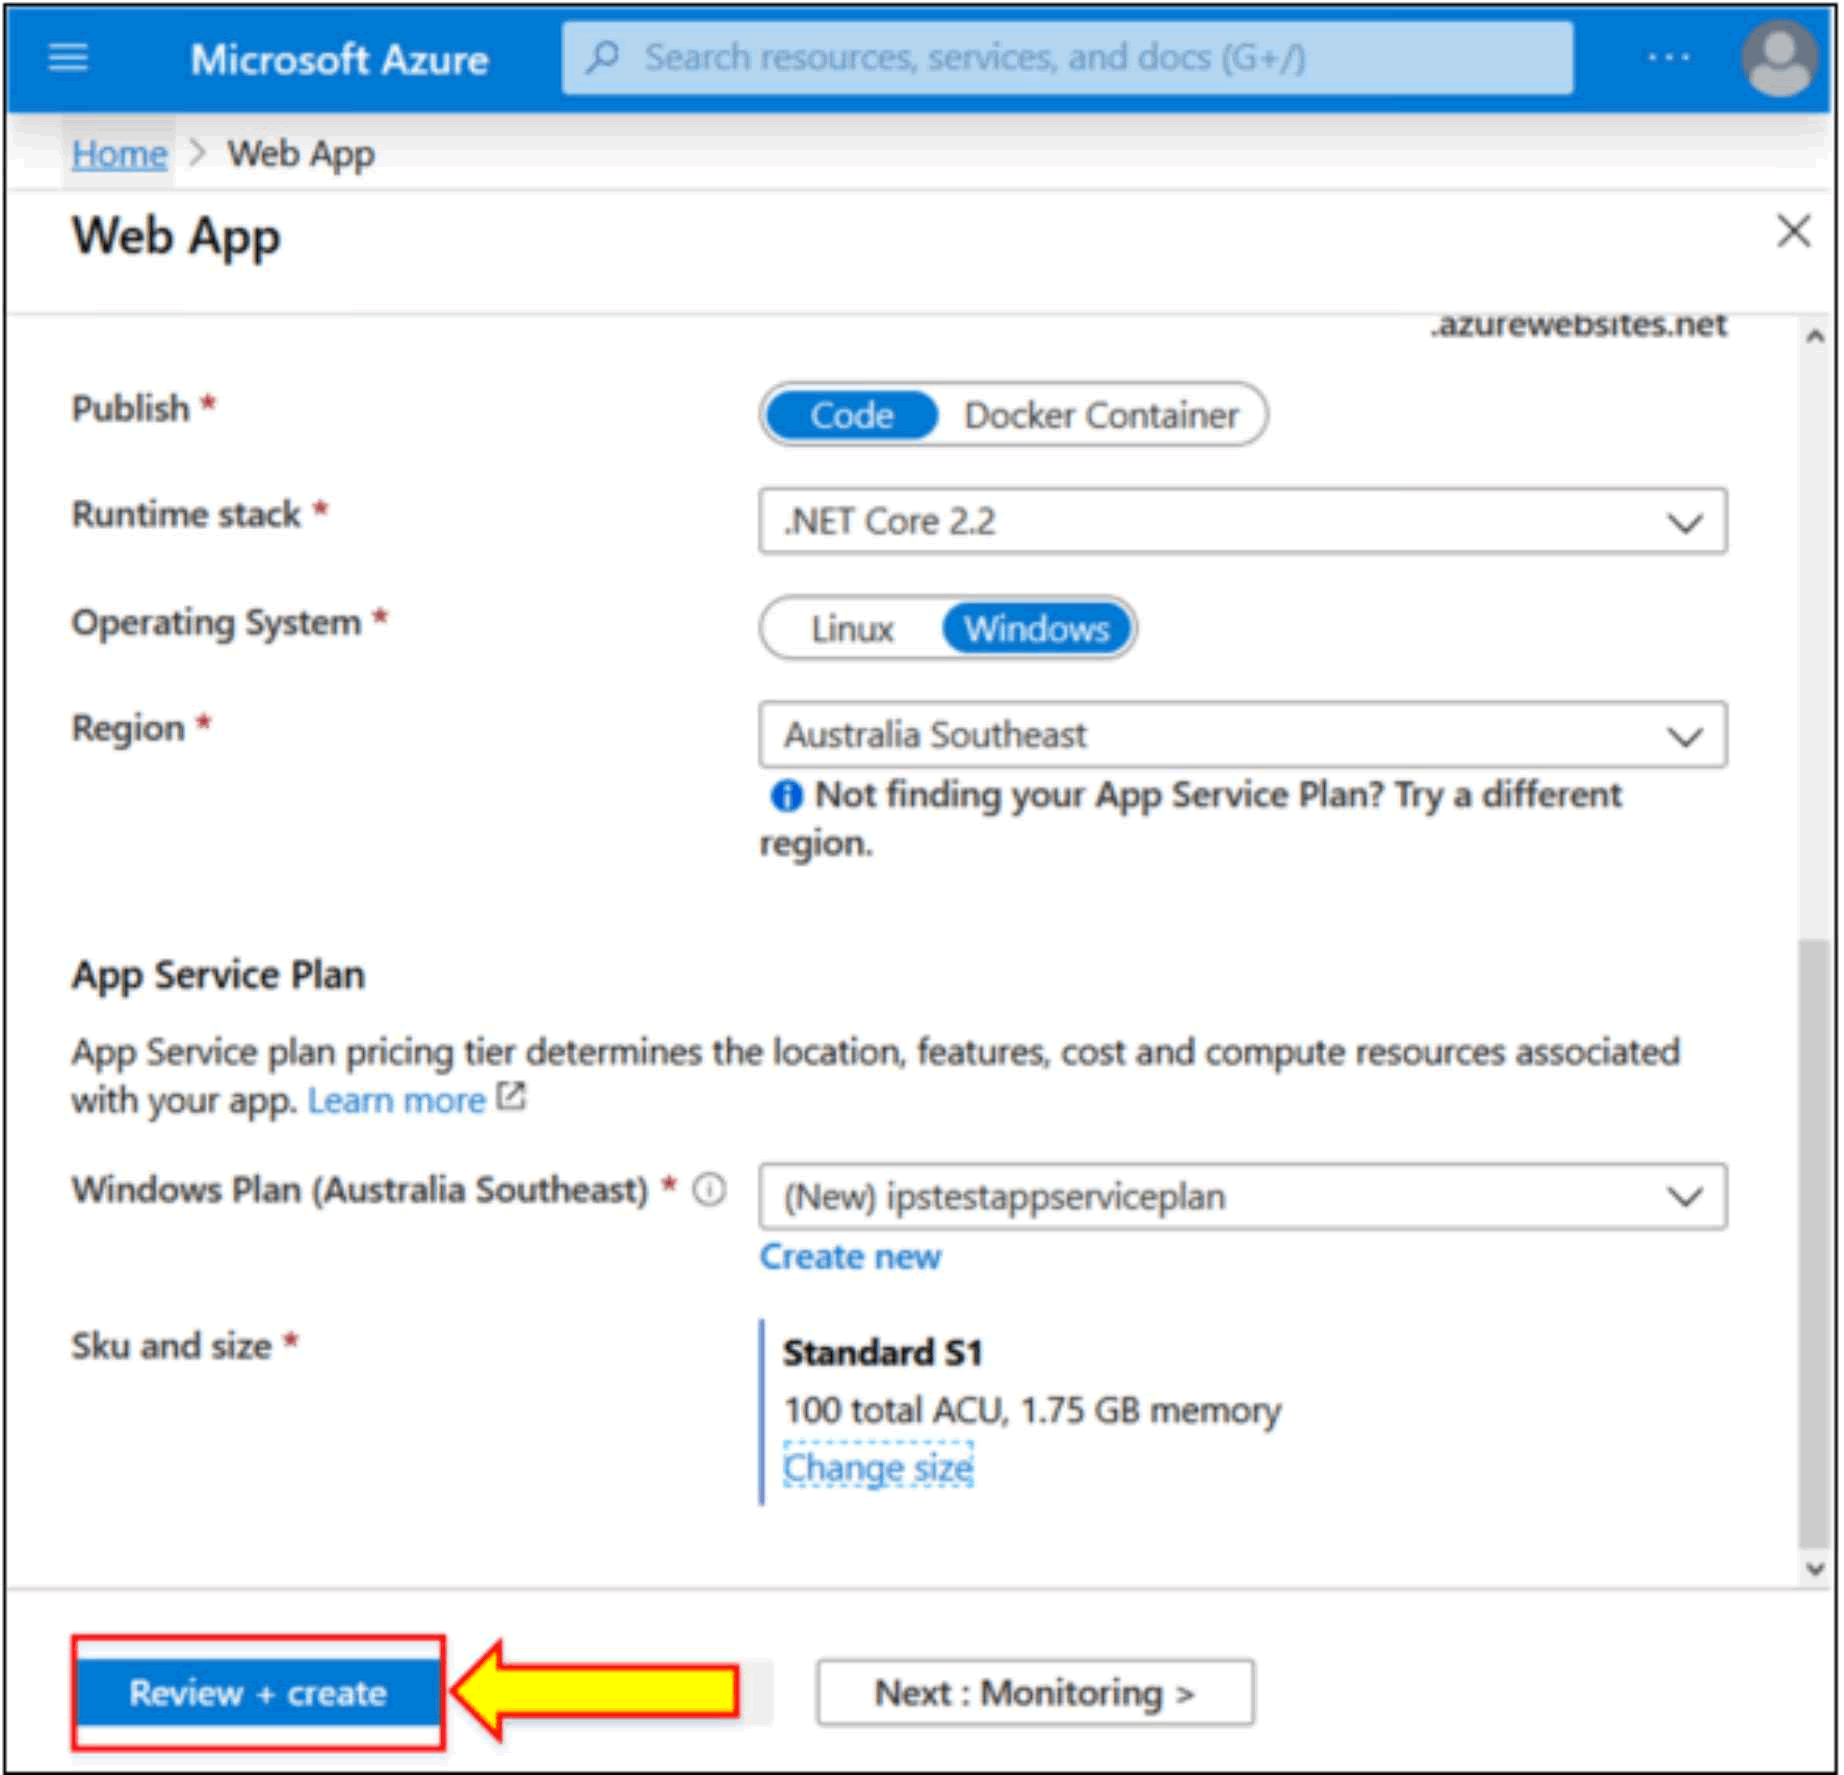 Microsoft Azure
Search resources, services, and docs (G+/)
Home > Web App
Web App
.azurewebsites.net
Publish *
Code Docker Container
Runtime stack *
.NET Core 2.2
Operating System *
Linux Windows
Region *
Australia Southeast
Not finding your App Service Plan? Try a different
region.
App Service Plan
App Service plan pricing tier determines the location, features, cost and compute resources associated
with your app. Learn more
Windows Plan (Australia Southeast) *
(New) ipstestappserviceplan
Create new
Sku and size *
Standard S1
100 total ACU, 1.75 GB memory
Change size
Review + create
Next : Monitoring >